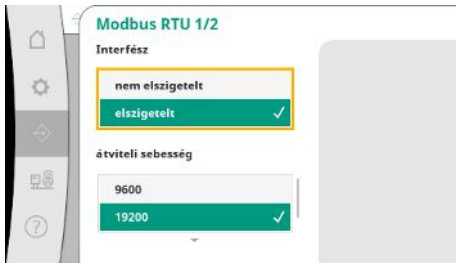 Modbus RTU 1/2
Interfész
nem elszigetelt
elszigetelt
átviteli sebesség
9600
19200
?